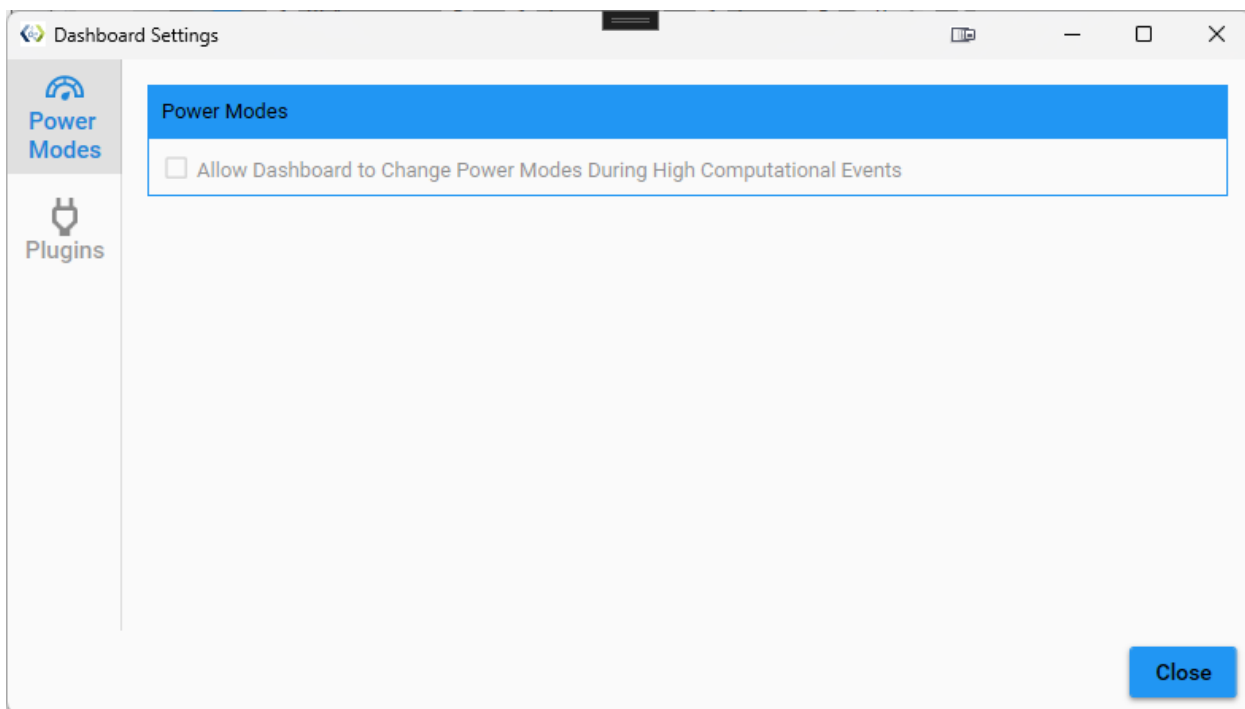 Dashboard Settings
Power
Modes
Plugins
Power Modes
Allow Dashboard to Change Power Modes During High Computational Events
Close